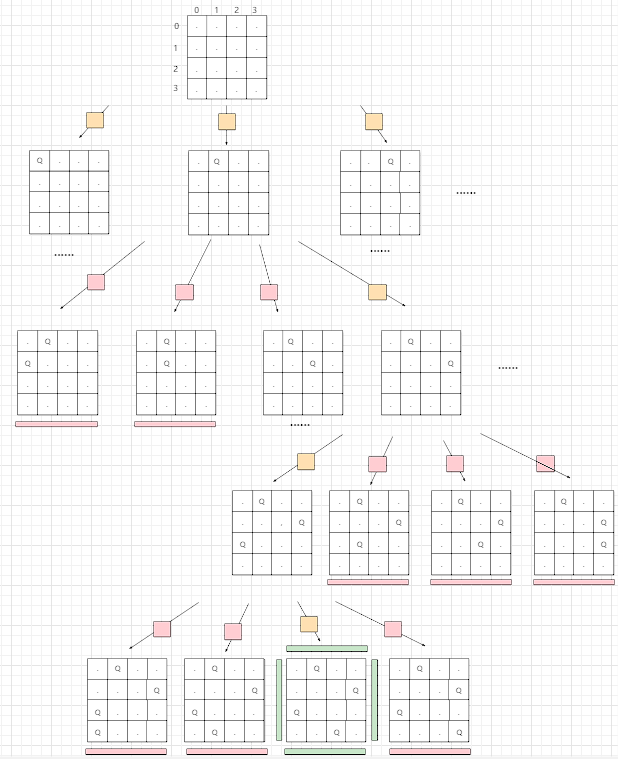 0 1 2 3
0 . . . .
1 . . . .
2 . . . .
3 . . . .
Q . . . . Q . . . . Q .
. . . . . . . . . . . .
. . . . . . . . . . . .
. . . . . . . . . . . .
......
......
......
. Q . . . Q . . . Q . . . Q . .
Q . . . . Q . . . . Q . . . . Q
. . . . . . . . . . . . . . . .
. . . . . . . . . . . . . . . .
......
......
. Q . . . Q . . . Q . . . Q . .
. . . Q . . . Q . . . Q . . . Q
Q . . . . Q . . . . Q . . . . Q
. . . . . . . . . . . . . . . .
. Q . . . Q . . . Q . . . Q . .
. . . Q . . . Q . . . Q . . . Q
Q . . . Q . . . Q . . . Q . . .
Q . . . . Q . . . . Q . . . . Q